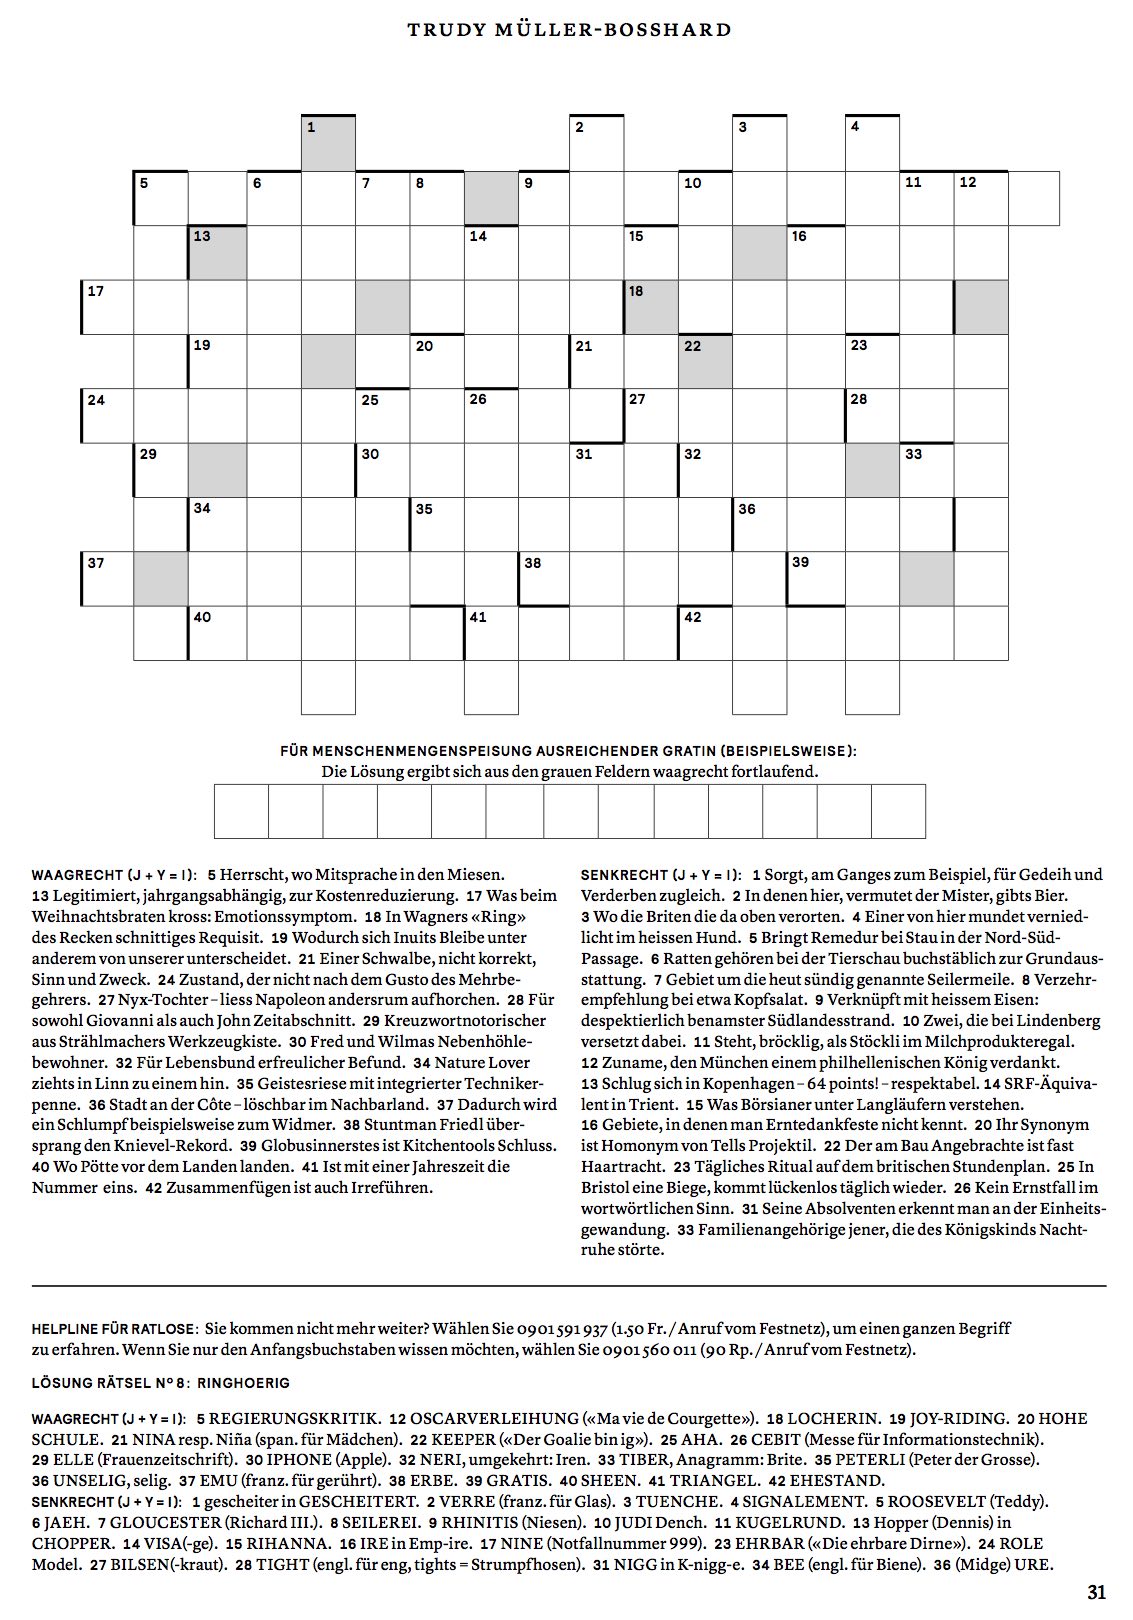 TRUDY MÜLLER-BOSSHARD
1 2 3 4
5 6 7 8 9 10 11 12
13 14 15 16
17 18
19 20 21 22 23
24 25 26 27 28
29 30 31 32 33
34 35 36
37 38 39
40 41 42
FÜR MENSCHENMENGENSPEISUNG AUSREICHENDER GRATIN (BEISPIELSWEISE):
Die Lösung ergibt sich aus den grauen Feldern waagrecht fortlaufend.
WAAGRECHT (J + Y = I): 5 Herrscht, wo Mitsprache in den Miesen.
13 Legitimiert, jahrgangsabhängig, zur Kostenreduzierung. 17 Was beim
Weihnachtsbraten kross: Emotionssymptom. 18 In Wagners «Ring»
des Recken schnittiges Requisit. 19 Wodurch sich Inuits Bleibe unter
anderem von unserer unterscheidet. 21 Einer Schwalbe, nicht korrekt,
Sinn und Zweck. 24 Zustand, der nicht nach dem Gusto des Mehrbe-
gehrers. 27 Nyx-Tochter – liess Napoleon andersrum aufhorchen. 28 Für
sowohl Giovanni als auch John Zeitabschnitt. 29 Kreuzwortnotorischer
aus Strählmachers Werkzeugkiste. 30 Fred und Wilmas Nebenhöhle-
bewohner. 32 Für Lebensbund erfreulicher Befund. 34 Nature Lover
ziehts in Linn zu einem hin. 35 Geistesriese mit integrierter Techniker-
penne. 36 Stadt an der Côte – löschbar im Nachbarland. 37 Dadurch wird
ein Schlumpf beispielsweise zum Widmer. 38 Stuntman Friedl über-
sprang den Knievel-Rekord. 39 Globusinnerstes ist Kitchentools Schluss.
40 Wo Pötte vor dem Landen landen. 41 Ist mit einer Jahreszeit die
Nummer eins. 42 Zusammenfügen ist auch Irreführen.
SENKRECHT (J + Y = I): 1 Sorgt, am Ganges zum Beispiel, für Gedeih und
Verderben zugleich. 2 In denen hier, vermutet der Mister, gibts Bier.
3 Wo die Briten die da oben verorten. 4 Einer von hier mundet vernied-
licht im heissen Hund. 5 Bringt Remedur bei Stau in der Nord-Süd-
Passage. 6 Ratten gehören bei der Tierschau buchstäblich zur Grundaus-
stattung. 7 Gebiet um die heut sündig genannte Seilermeile. 8 Verzehr-
empfehlung bei etwa Kopfsalat. 9 Verknüpft mit heissem Eisen:
despektierlich benamster Südlandesstrand. 10 Zwei, die bei Lindenberg
versetzt dabei. 11 Steht, bröcklig, als Stöckli im Milchprodukteregal.
12 Zuname, den München einem philhellenischen König verdankt.
13 Schlug sich in Kopenhagen – 64 points! – respektabel. 14 SRF-Äquiva-
lent in Trient. 15 Was Börsianer unter Langläufern verstehen.
16 Gebiete, in denen man Erntedankfeste nicht kennt. 20 Ihr Synonym
ist Homonym von Tells Projektil. 22 Der am Bau Angebrachte ist fast
Haartracht. 23 Tägliches Ritual auf dem britischen Stundenplan. 25 In
Bristol eine Biege, kommt lückenlos täglich wieder. 26 Kein Ernstfall im
wortwörtlichen Sinn. 31 Seine Absolventen erkennt man an der Einheits-
gewandung. 33 Familienangehörige jener, die des Königskinds Nacht-
ruhe störte.
HELPLINE FÜR RATLOSE: Sie kommen nicht mehr weiter? Wählen Sie 0901 591 937 (1.50 Fr. / Anruf vom Festnetz), um einen ganzen Begriff
zu erfahren. Wenn Sie nur den Anfangsbuchstaben wissen möchten, wählen Sie 0901 560 011 (90 Rp. / Anruf vom Festnetz).
LÖSUNG RÄTSEL Nº 8: RINGHOERIG
WAAGRECHT (J + Y = I): 5 REGIERUNGSKRITIK. 12 OSCARVERLEIHUNG («Ma vie de Courgette»). 18 LOCHERIN. 19 JOY-RIDING. 20 HOHE
SCHULE. 21 NINA resp. Niña (span. für Mädchen). 22 KEEPER («Der Goalie bin ig»). 25 AHA. 26 CEBIT (Messe für Informationstechnik).
29 ELLE (Frauenzeitschrift). 30 IPHONE (Apple). 32 NERI, umgekehrt: Iren. 33 TIBER, Anagramm: Brite. 35 PETERLI (Peter der Grosse).
36 UNSELIG, selig. 37 EMU (franz. für gerührt). 38 ERBE. 39 GRATIS. 40 SHEEN. 41 TRIANGEL. 42 EHESTAND.
SENKRECHT (J + Y = I): 1 gescheiter in GESCHEITERT. 2 VERRE (franz. für Glas). 3 TUENCHE. 4 SIGNALEMENT. 5 ROOSEVELT (Teddy).
6 JAEH. 7 GLOUCESTER (Richard III.). 8 SEILEREI. 9 RHINITIS (Niesen). 10 JUDI Dench. 11 KUGELRUND. 13 Hopper (Dennis) in
CHOPPER. 14 VISA(-ge). 15 RIHANNA. 16 IRE in Emp-ire. 17 NINE (Notfallnummer 999). 23 EHRBAR («Die ehrbare Dirne»). 24 ROLE
Model. 27 BILSEN(-kraut). 28 TIGHT (engl. für eng, tights = Strumpfhosen). 31 NIGG in K-nigg-e. 34 BEE (engl. für Biene). 36 (Midge) URE.
31